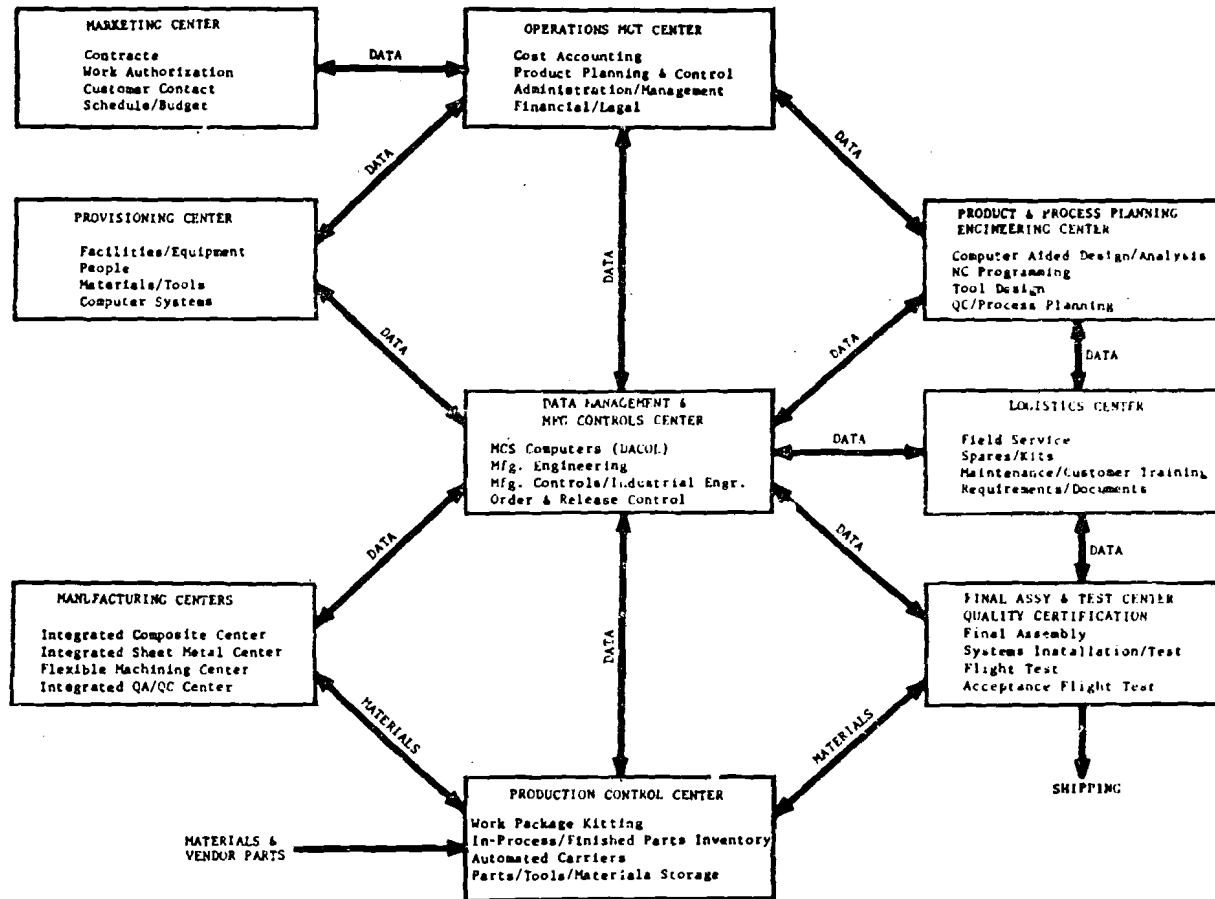 MARKETING CENTER
Contracts
Work Authorization
Customer Contact
Schedule/Budget
DATA
OPERATIONS MGT CENTER
Cost Accounting
Product Planning & Control
Administration/Management
Financial/Legal
DATA
DATA
PROVISIONING CENTER
Facilities/Equipment
People
Materials/Tools
Computer Systems
DATA
PRODUCT & PROCESS PLANNING
ENGINEERING CENTER
Computer Aided Design/Analysis
NC Programming
Tool Design
QC/Process Planning
DATA
DATA
DATA
DATA MANAGEMENT &
MFG CONTROLS CENTER
MCS Computers (DACOL)
Mfg. Engineering
Mfg. Controls/Industrial Engr.
Order & Release Control
DATA
LOGISTICS CENTER
Field Service
Spares/Kits
Maintenance/Customer Training
Requirements/Documents
DATA
DATA
DATA
MANUFACTURING CENTERS
Integrated Composite Center
Integrated Sheet Metal Center
Flexible Machining Center
Integrated QA/QC Center
DATA
FINAL ASSY & TEST CENTER
QUALITY CERTIFICATION
Final Assembly
Systems Installation/Test
Flight Test
Acceptance Flight Test
MATERIALS
MATERIALS
SHIPPING
PRODUCTION CONTROL CENTER
Work Package Kitting
In-Process/Finished Parts Inventory
Automated Carriers
Parts/Tools/Materials Storage
MATERIALS &
VENDOR PARTS